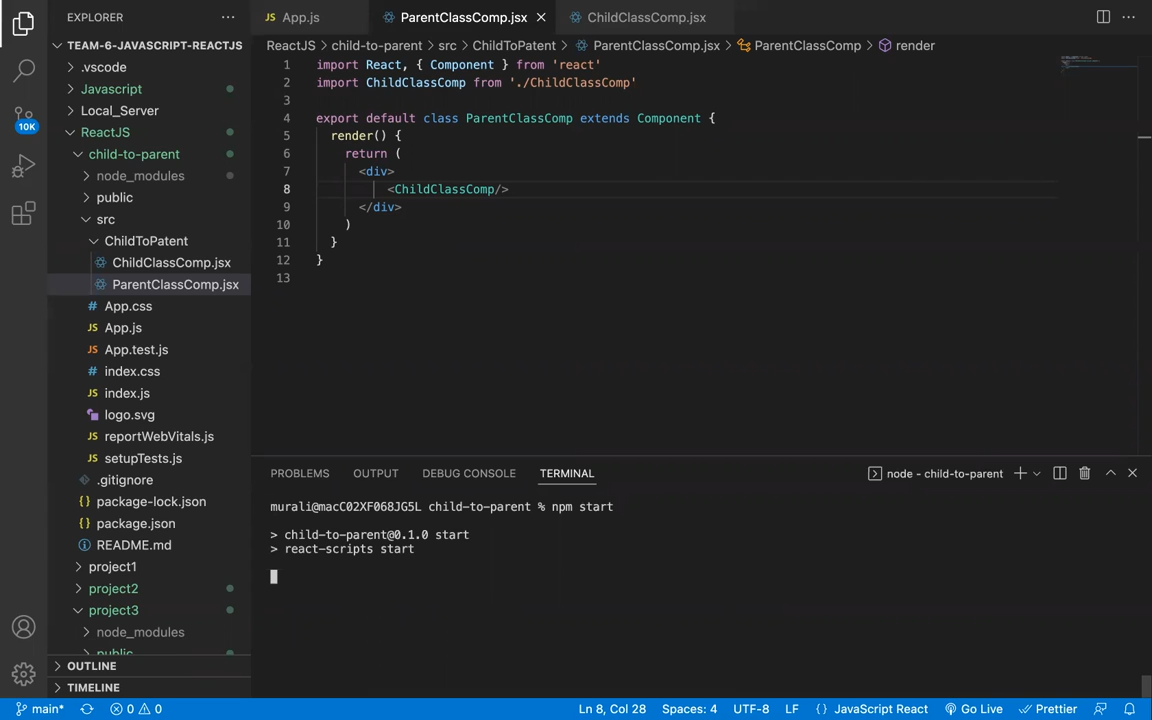 EXPLORER
TEAM-6-JAVASCRIPT-REACTJS
.vscode
Javascript
Local_Server
ReactJS
child-to-parent
node_modules
public
src
ChildToPatent
ChildClassComp.jsx
ParentClassComp.jsx
# App.css
JS App.js
JS App.test.js
# index.css
JS index.js
logo.svg
JS reportWebVitals.js
JS setupTests.js
.gitignore
{} package-lock.json
{} package.json
README.md
project1
project2
project3
node_modules
public
OUTLINE
TIMELINE
10K
JS App.js
ParentClassComp.jsx
ChildClassComp.jsx
ReactJS > child-to-parent > src > ChildToPatent > ParentClassComp.jsx > ParentClassComp > render
1 import React, { Component } from 'react'
2 import ChildClassComp from './ChildClassComp'
3
4 export default class ParentClassComp extends Component {
5 render() {
6 return (
7 <div>
8 <ChildClassComp/>
9 </div>
10 )
11 }
12 }
13
PROBLEMS OUTPUT DEBUG CONSOLE TERMINAL
node - child-to-parent
murali@macC02XF068JG5L child-to-parent % npm start
> child-to-parent@0.1.0 start
> react-scripts start
main* 0 0
Ln 8, Col 28 Spaces: 4 UTF-8 LF {} JavaScript React Go Live Prettier